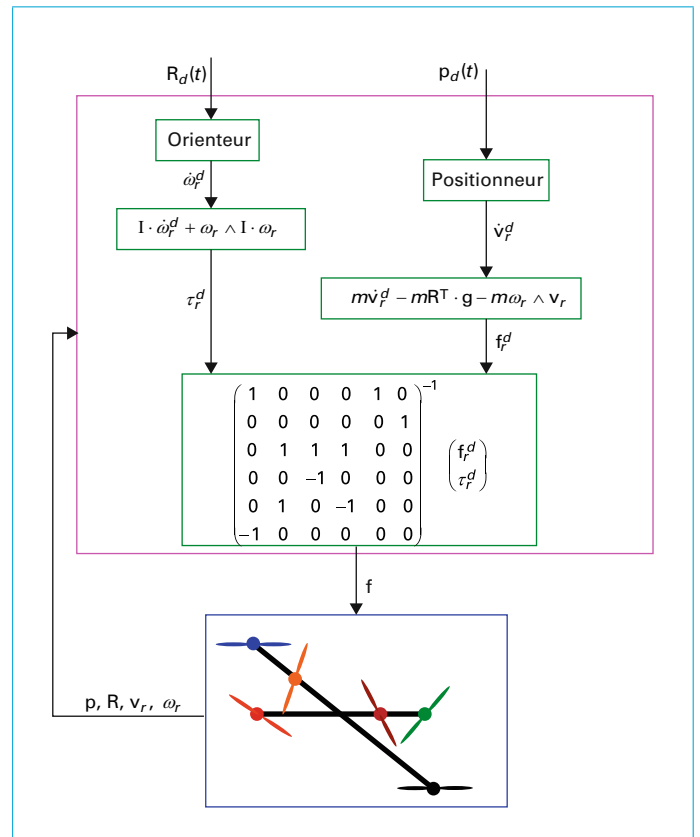 R_d(t)
p_d(t)
Orienteur
Positionneur
ω̇_r^d
v̇_r^d
I · ω̇_r^d + ω_r ∧ I · ω_r
mv̇_r^d – mR^T · g – mω_r ∧ v_r
τ_r^d
f_r^d
1 0 0 0 1 0 –1
0 0 0 0 0 1
0 1 1 1 0 0 f_r^d
0 0 –1 0 0 0 τ_r^d
0 1 0 –1 0 0
–1 0 0 0 0 0
f
p, R, v_r, ω_r